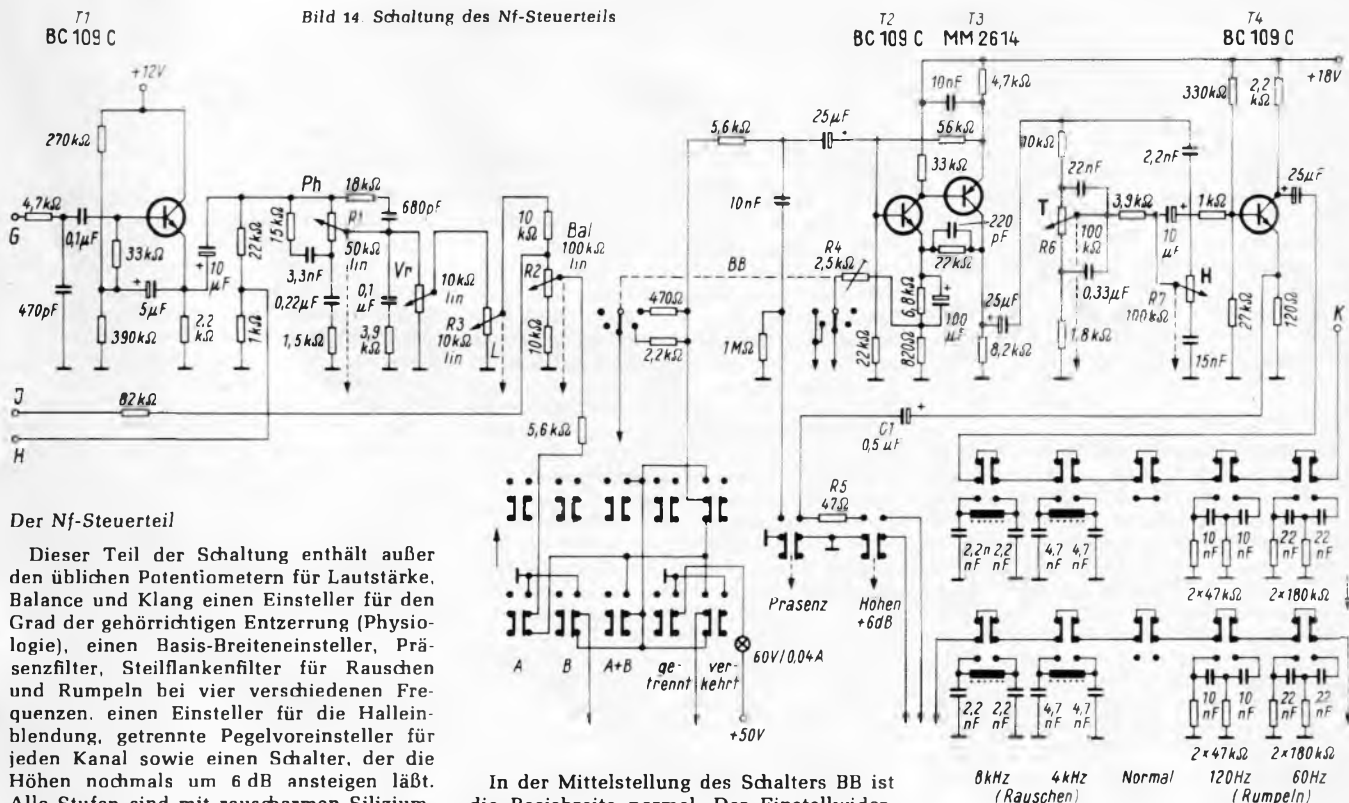 Bild 14. Schaltung des Nf-Steuerteils
T1
BC 109 C
T2
BC 109 C
T3
MM 2614
T4
BC 109 C
+12V
+18V
270kΩ
4,7kΩ
G
0,1µF
470pF
33kΩ
5µF
390kΩ
2,2 kΩ
10 µF
22kΩ
1kΩ
Ph
15kΩ
3,3nF
0,22µF
1,5kΩ
R1
50kΩ lin
18kΩ
680pF
0,1 µF
3,9 kΩ
Vr
10kΩ lin
R3
10kΩ lin
L
10 kΩ
Bal
100kΩ lin
R2
10kΩ
J
82kΩ
H
5,6kΩ
BB
470Ω
2,2kΩ
5,6kΩ
25µF
10nF
1MΩ
R4
2,5kΩ
10nF
4,7kΩ
56kΩ
33kΩ
220 pF
22kΩ
6,8kΩ
100 µF
22kΩ
820Ω
25µF
8,2kΩ
10kΩ
22nF
T
R6
100 kΩ
0,33µF
1,8kΩ
3,9kΩ
10 µF
2,2nF
H
R7
100kΩ
15nF
330kΩ
2,2 kΩ
1kΩ
27kΩ
120Ω
25µF
K
C1
0,5µF
R5
47Ω
Präsenz
Höhen +6dB
A
B
A+B
ge-trennt
ver-kehrt
60V/0,04A
+50V
2,2n
2,2 nF
4,7 nF
4,7 nF
10 nF
10 nF
22 nF
22 nF
2×47kΩ
2×180kΩ
2,2 nF
2,2 nF
4,7 nF
4,7 nF
10 nF
10 nF
22 nF
22 nF
2×47kΩ
2×180kΩ
8kHz
4kHz
Normal
120Hz
60Hz
(Rauschen)
(Rumpeln)
Der Nf-Steuerteil
Dieser Teil der Schaltung enthält außer
den üblichen Potentiometern für Lautstärke,
Balance und Klang einen Einsteller für den
Grad der gehörrichtigen Entzerrung (Physio-
logie), einen Basis-Breiteneinsteller, Prä-
senzfilter, Steilflankenfilter für Rauschen
und Rumpeln bei vier verschiedenen Fre-
quenzen, einen Einsteller für die Hallein-
blendung, getrennte Pegelvoreinsteller für
jeden Kanal sowie einen Schalter, der die
Höhen nochmals um 6 dB ansteigen läßt.
Alle Stufen sind mit rauscharmen Silizium-
In der Mittelstellung des Schalters BB ist
die Basisbreite normal. Der Einstellwider-